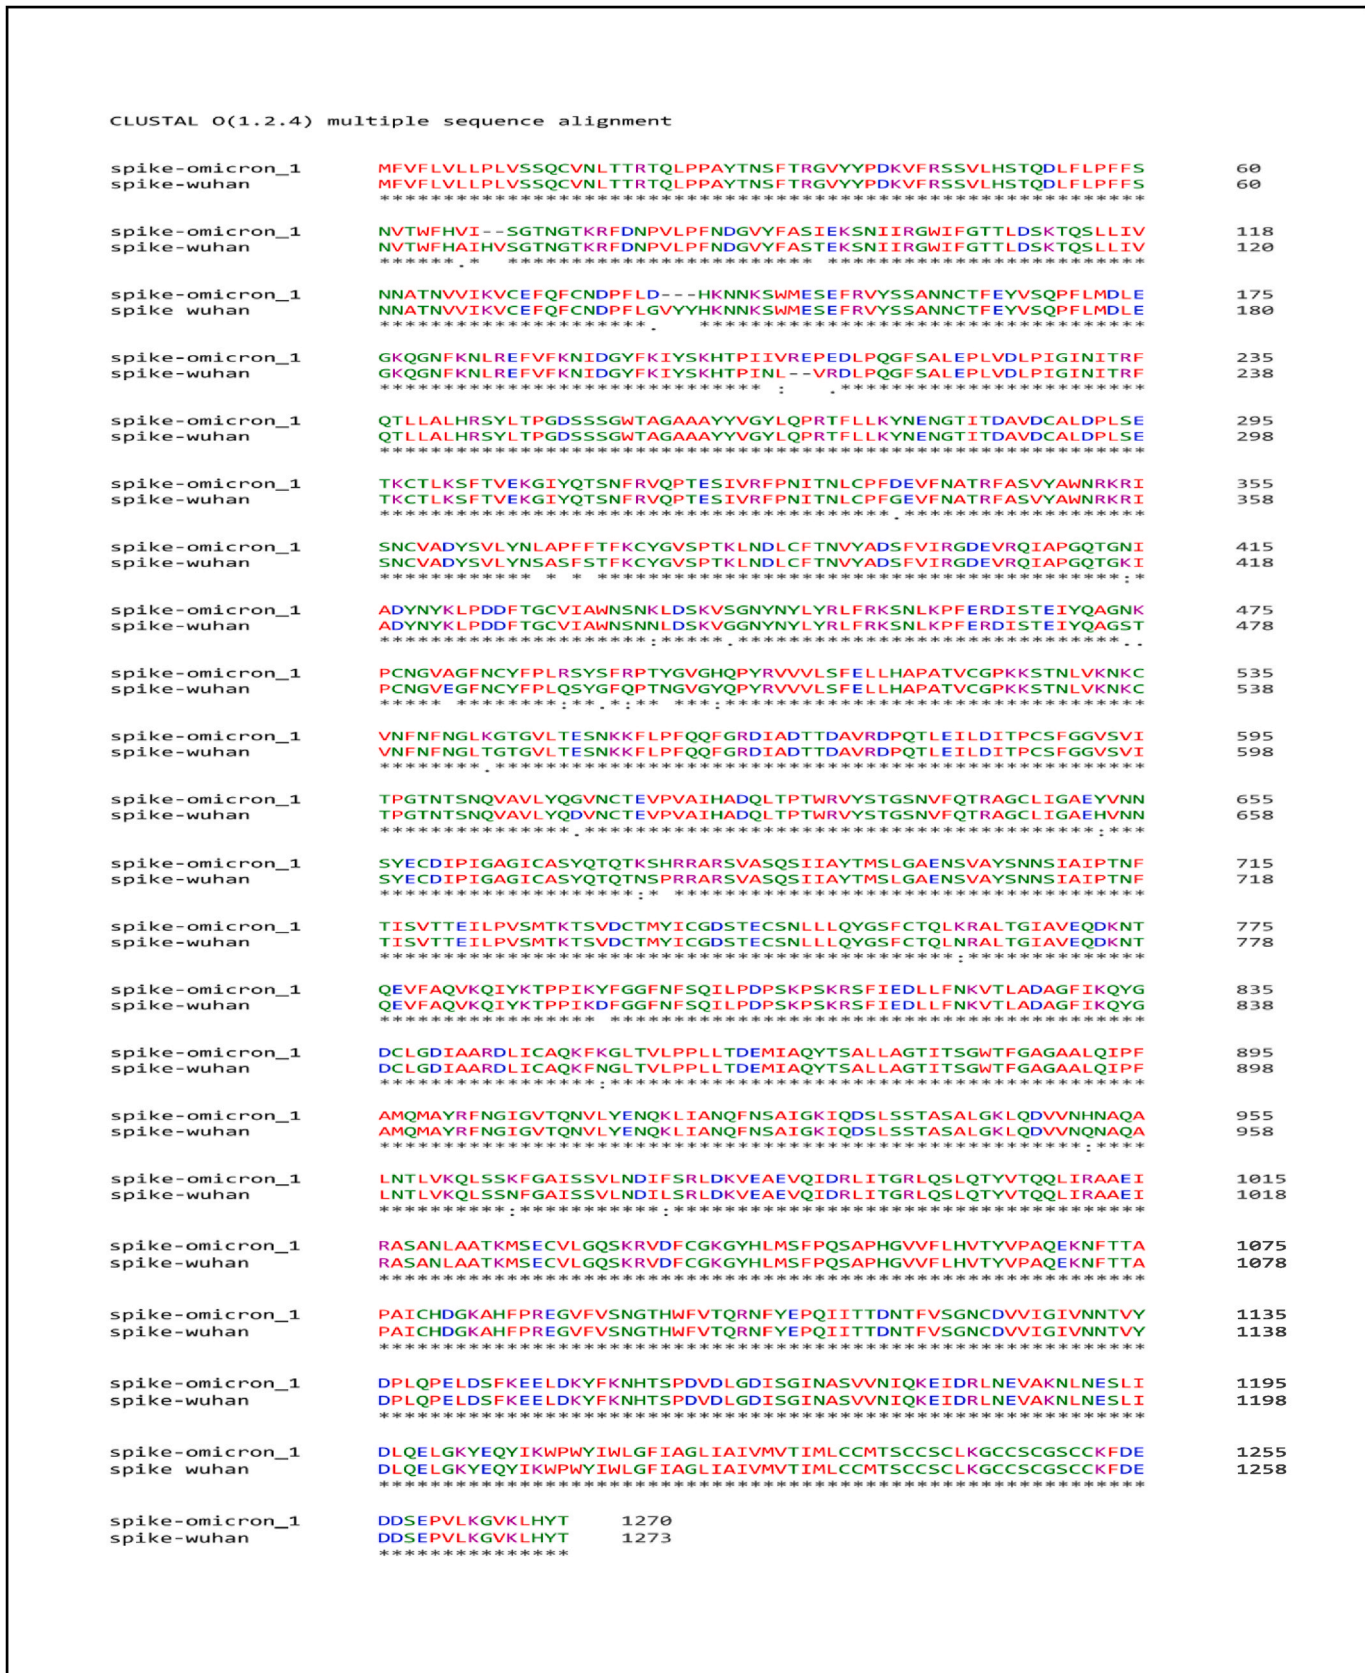 CLUSTAL O(1.2.4) multiple sequence alignment
spike-omicron_1 MFVFLVLLPLVSSQCVNLTTRTQLPPAYTNSFTRGVYYPDKVFRSSVLHSTQDLFLPFFS 60
spike-wuhan MFVFLVLLPLVSSQCVNLTTRTQLPPAYTNSFTRGVYYPDKVFRSSVLHSTQDLFLPFFS 60
************************************************************
spike-omicron_1 NVTWFHVI--SGTNGTKRFDNPVLPFNDGVYFASIEKSNIIRGWIFGTTLDSKTQSLLIV 118
spike-wuhan NVTWFHAIHVSGTNGTKRFDNPVLPFNDGVYFASTEKSNIIRGWIFGTTLDSKTQSLLIV 120
******.*  ************************ *************************
spike-omicron_1 NNATNVVIKVCEFQFCNDPFLD---HKNNKSWMESEFRVYSSANNCTFEYVSQPFLMDLE 175
spike wuhan NNATNVVIKVCEFQFCNDPFLGVYYHKNNKSWMESEFRVYSSANNCTFEYVSQPFLMDLE 180
*********************.   ***********************************
spike-omicron_1 GKQGNFKNLREFVFKNIDGYFKIYSKHTPIIVREPEDLPQGFSALEPLVDLPIGINITRF 235
spike-wuhan GKQGNFKNLREFVFKNIDGYFKIYSKHTPINL--VRDLPQGFSALEPLVDLPIGINITRF 238
****************************** :   .************************
spike-omicron_1 QTLLALHRSYLTPGDSSSGWTAGAAAYYVGYLQPRTFLLKYNENGTITDAVDCALDPLSE 295
spike-wuhan QTLLALHRSYLTPGDSSSGWTAGAAAYYVGYLQPRTFLLKYNENGTITDAVDCALDPLSE 298
************************************************************
spike-omicron_1 TKCTLKSFTVEKGIYQTSNFRVQPTESIVRFPNITNLCPFDEVFNATRFASVYAWNRKRI 355
spike-wuhan TKCTLKSFTVEKGIYQTSNFRVQPTESIVRFPNITNLCPFGEVFNATRFASVYAWNRKRI 358
****************************************.*******************
spike-omicron_1 SNCVADYSVLYNLAPFFTFKCYGVSPTKLNDLCFTNVYADSFVIRGDEVRQIAPGQTGNI 415
spike-wuhan SNCVADYSVLYNSASFSTFKCYGVSPTKLNDLCFTNVYADSFVIRGDEVRQIAPGQTGKI 418
************ * * *****************************************:*
spike-omicron_1 ADYNYKLPDDFTGCVIAWNSNKLDSKVSGNYNYLYRLFRKSNLKPFERDISTEIYQAGNK 475
spike-wuhan ADYNYKLPDDFTGCVIAWNSNNLDSKVGGNYNYLYRLFRKSNLKPFERDISTEIYQAGST 478
*********************:*****.******************************..
spike-omicron_1 PCNGVAGFNCYFPLRSYSFRPTYGVGHQPYRVVVLSFELLHAPATVCGPKKSTNLVKNKC 535
spike-wuhan PCNGVEGFNCYFPLQSYGFQPTNGVGYQPYRVVVLSFELLHAPATVCGPKKSTNLVKNKC 538
***** ********:**.*:** ***:*********************************
spike-omicron_1 VNFNFNGLKGTGVLTESNKKFLPFQQFGRDIADTTDAVRDPQTLEILDITPCSFGGVSVI 595
spike-wuhan VNFNFNGLTGTGVLTESNKKFLPFQQFGRDIADTTDAVRDPQTLEILDITPCSFGGVSVI 598
********.***************************************************
spike-omicron_1 TPGTNTSNQVAVLYQGVNCTEVPVAIHADQLTPTWRVYSTGSNVFQTRAGCLIGAEYVNN 655
spike-wuhan TPGTNTSNQVAVLYQDVNCTEVPVAIHADQLTPTWRVYSTGSNVFQTRAGCLIGAEHVNN 658
***************.****************************************:***
spike-omicron_1 SYECDIPIGAGICASYQTQTKSHRRARSVASQSIIAYTMSLGAENSVAYSNNSIAIPTNF 715
spike-wuhan SYECDIPIGAGICASYQTQTNSPRRARSVASQSIIAYTMSLGAENSVAYSNNSIAIPTNF 718
********************:* *************************************
spike-omicron_1 TISVTTEILPVSMTKTSVDCTMYICGDSTECSNLLLQYGSFCTQLKRALTGIAVEQDKNT 775
spike-wuhan TISVTTEILPVSMTKTSVDCTMYICGDSTECSNLLLQYGSFCTQLNRALTGIAVEQDKNT 778
*********************************************:**************
spike-omicron_1 QEVFAQVKQIYKTPPIKYFGGFNFSQILPDPSKPSKRSFIEDLLFNKVTLADAGFIKQYG 835
spike-wuhan QEVFAQVKQIYKTPPIKDFGGFNFSQILPDPSKPSKRSFIEDLLFNKVTLADAGFIKQYG 838
***************** ******************************************
spike-omicron_1 DCLGDIAARDLICAQKFKGLTVLPPLLTDEMIAQYTSALLAGTITSGWTFGAGAALQIPF 895
spike-wuhan DCLGDIAARDLICAQKFNGLTVLPPLLTDEMIAQYTSALLAGTITSGWTFGAGAALQIPF 898
*****************:******************************************
spike-omicron_1 AMQMAYRFNGIGVTQNVLYENQKLIANQFNSAIGKIQDSLSSTASALGKLQDVVNHNAQA 955
spike-wuhan AMQMAYRFNGIGVTQNVLYENQKLIANQFNSAIGKIQDSLSSTASALGKLQDVVNQNAQA 958
*******************************************************:****
spike-omicron_1 LNTLVKQLSSKFGAISSVLNDIFSRLDKVEAEVQIDRLITGRLQSLQTYVTQQLIRAAEI 1015
spike-wuhan LNTLVKQLSSNFGAISSVLNDILSRLDKVEAEVQIDRLITGRLQSLQTYVTQQLIRAAEI 1018
**********:***********:*************************************
spike-omicron_1 RASANLAATKMSECVLGQSKRVDFCGKGYHLMSFPQSAPHGVVFLHVTYVPAQEKNFTTA 1075
spike-wuhan RASANLAATKMSECVLGQSKRVDFCGKGYHLMSFPQSAPHGVVFLHVTYVPAQEKNFTTA 1078
************************************************************
spike-omicron_1 PAICHDGKAHFPREGVFVSNGTHWFVTQRNFYEPQIITTDNTFVSGNCDVVIGIVNNTVY 1135
spike-wuhan PAICHDGKAHFPREGVFVSNGTHWFVTQRNFYEPQIITTDNTFVSGNCDVVIGIVNNTVY 1138
************************************************************
spike-omicron_1 DPLQPELDSFKEELDKYFKNHTSPDVDLGDISGINASVVNIQKEIDRLNEVAKNLNESLI 1195
spike-wuhan DPLQPELDSFKEELDKYFKNHTSPDVDLGDISGINASVVNIQKEIDRLNEVAKNLNESLI 1198
************************************************************
spike-omicron_1 DLQELGKYEQYIKWPWYIWLGFIAGLIAIVMVTIMLCCMTSCCSCLKGCCSCGSCCKFDE 1255
spike wuhan DLQELGKYEQYIKWPWYIWLGFIAGLIAIVMVTIMLCCMTSCCSCLKGCCSCGSCCKFDE 1258
************************************************************
spike-omicron_1 DDSEPVLKGVKLHYT 1270
spike-wuhan DDSEPVLKGVKLHYT 1273
***************